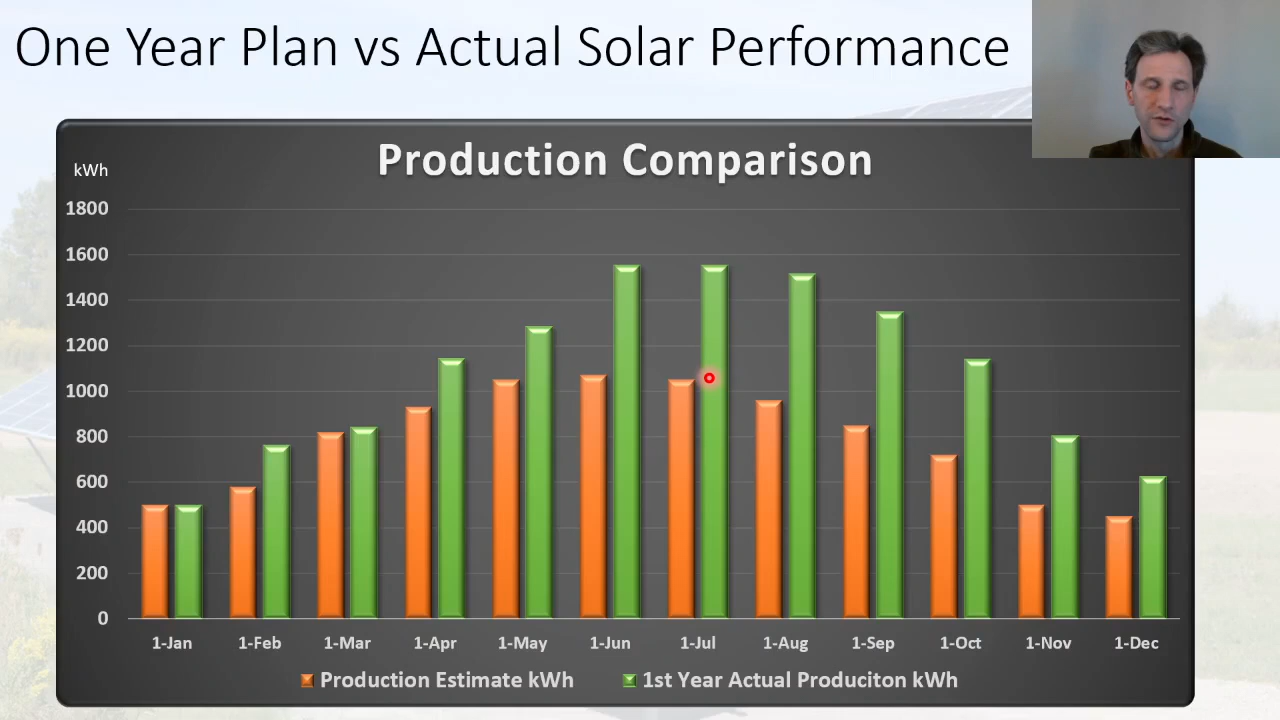 One Year Plan vs Actual Solar Performance
Production Comparison
kWh
1800
1600
1400
1200
1000
800
600
400
200
0
1-Jan 1-Feb 1-Mar 1-Apr 1-May 1-Jun 1-Jul 1-Aug 1-Sep 1-Oct 1-Nov 1-Dec
Production Estimate kWh 1st Year Actual Produciton kWh